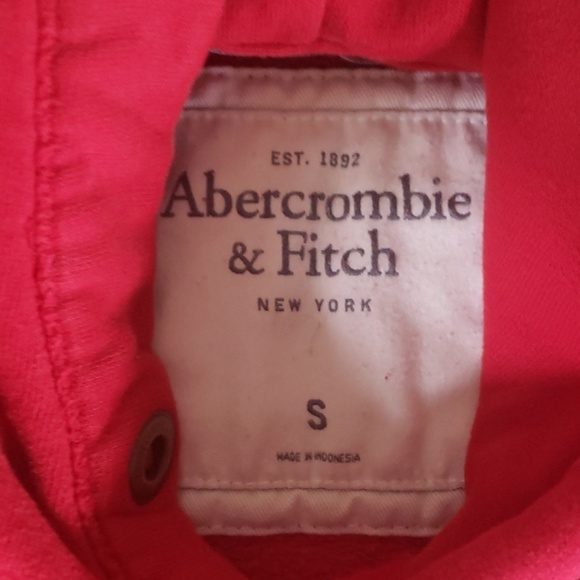 EST. 1892
Abercrombie
& Fitch
NEW YORK
S
MADE IN INDONESIA